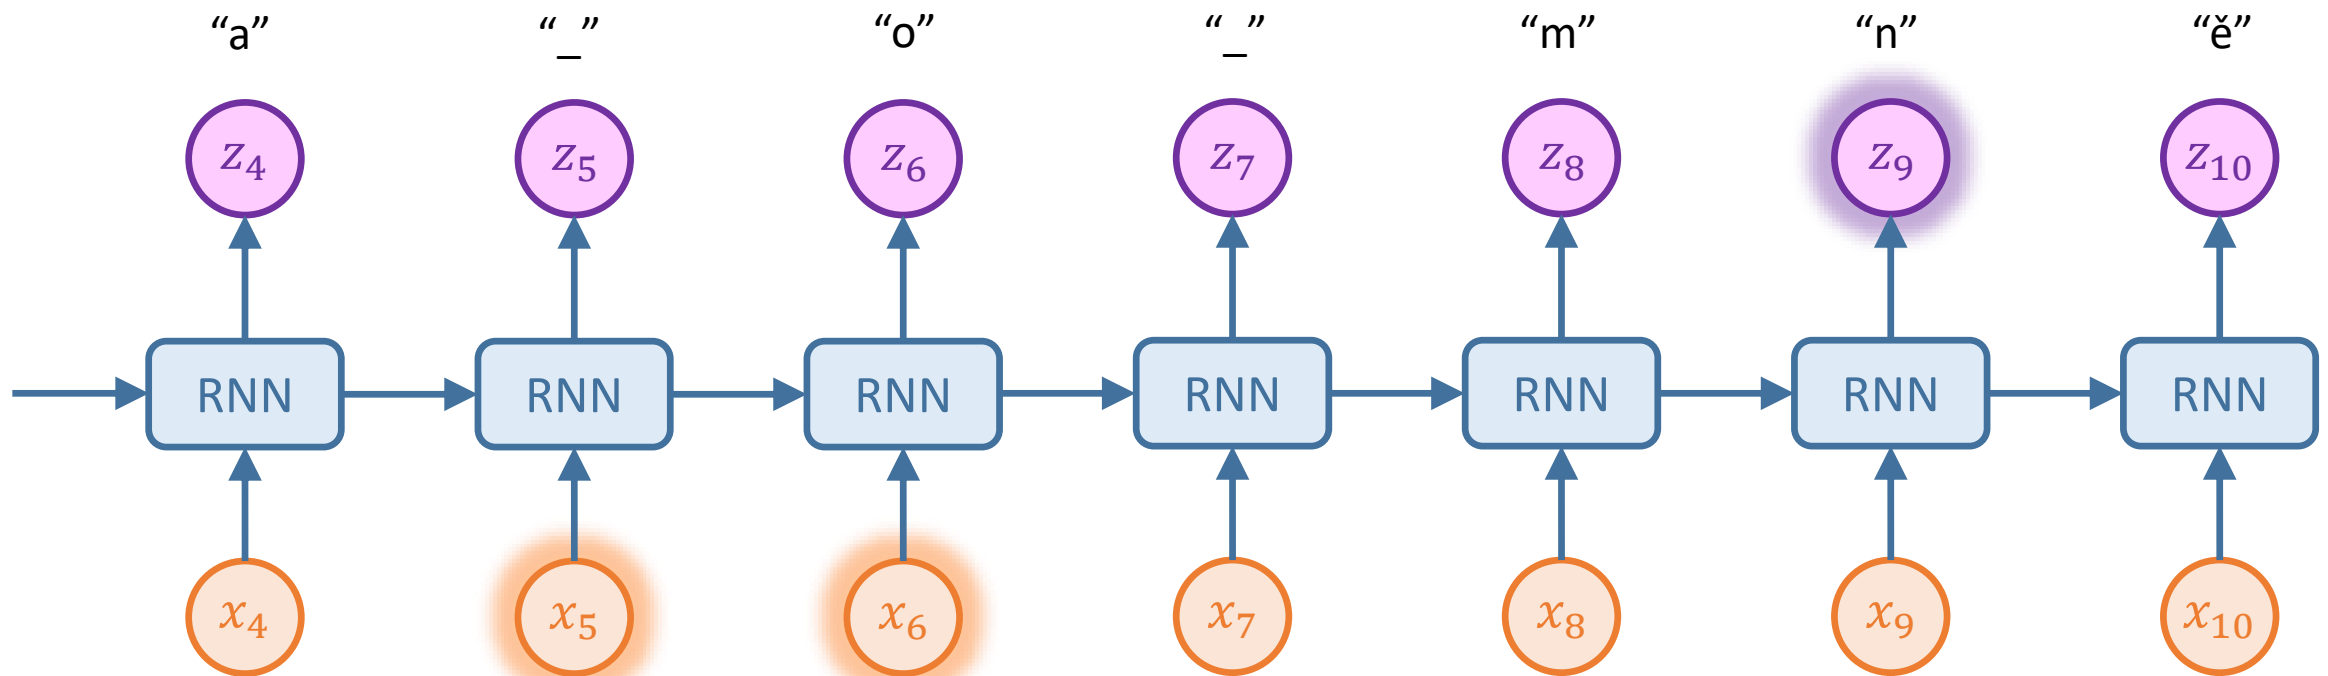 “a” “_” “o” “_” “m” “n” “ě”
z₄ z₅ z₆ z₇ z₈ z₉ z₁₀
RNN RNN RNN RNN RNN RNN RNN
x₄ x₅ x₆ x₇ x₈ x₉ x₁₀